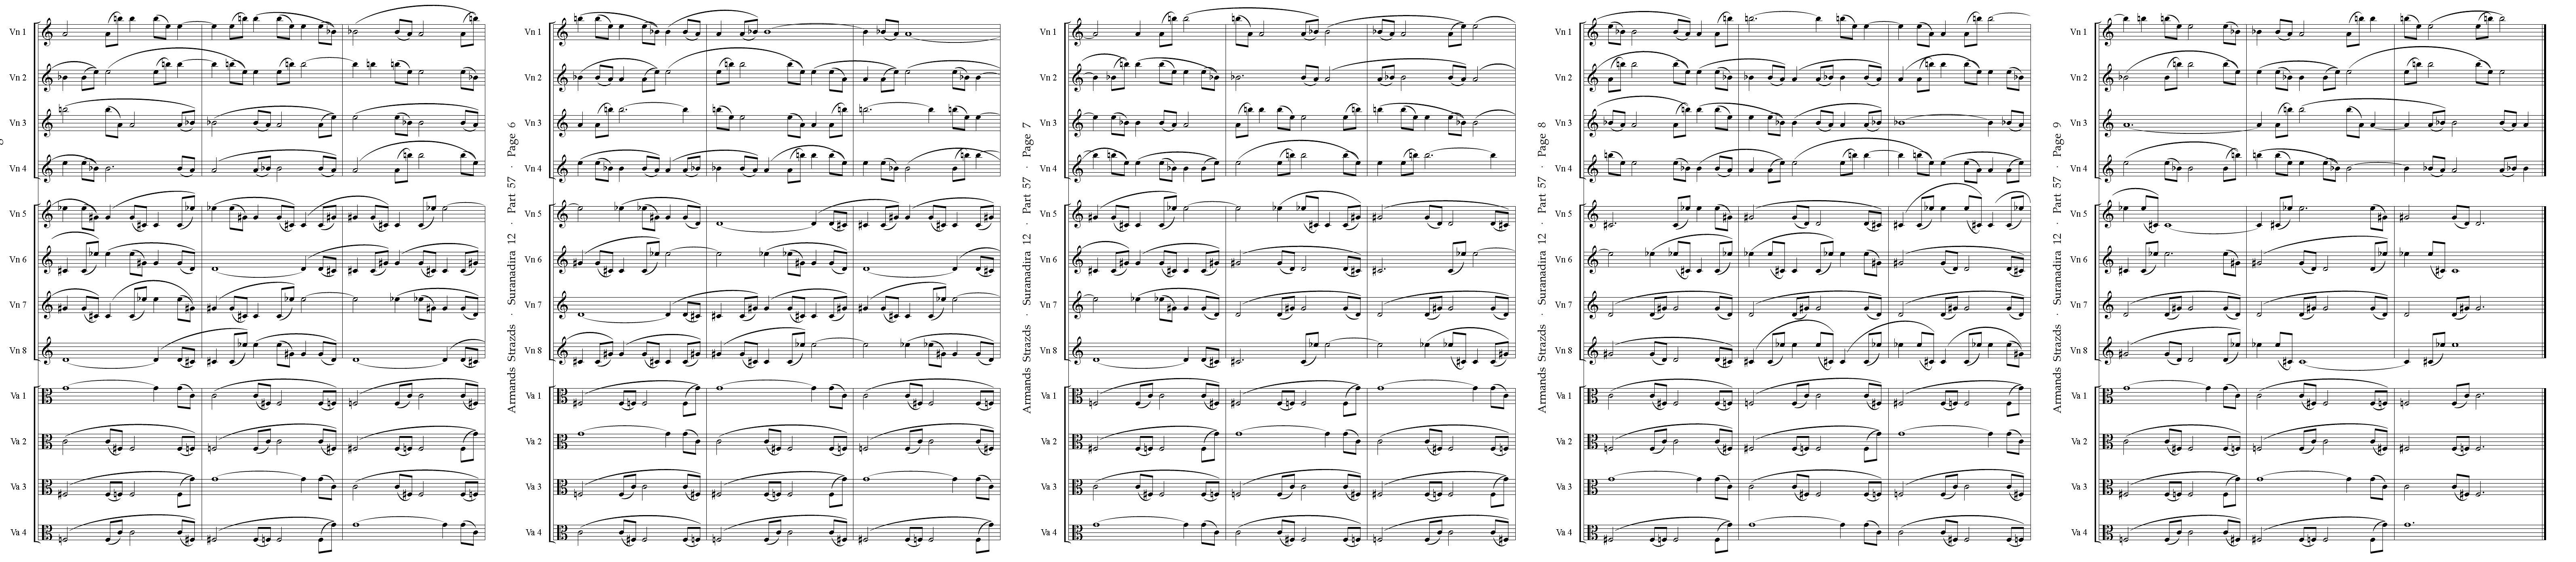 Vn 1
Vn 2
Vn 3
Vn 4
Vn 5
Vn 6
Vn 7
Vn 8
Va 1
Va 2
Va 3
Va 4
Armands Strazds · Suranadira 12 · Part 57 · Page 6
Vn 1
Vn 2
Vn 3
Vn 4
Vn 5
Vn 6
Vn 7
Vn 8
Va 1
Va 2
Va 3
Va 4
Armands Strazds · Suranadira 12 · Part 57 · Page 7
Vn 1
Vn 2
Vn 3
Vn 4
Vn 5
Vn 6
Vn 7
Vn 8
Va 1
Va 2
Va 3
Va 4
Armands Strazds · Suranadira 12 · Part 57 · Page 8
Vn 1
Vn 2
Vn 3
Vn 4
Vn 5
Vn 6
Vn 7
Vn 8
Va 1
Va 2
Va 3
Va 4
Armands Strazds · Suranadira 12 · Part 57 · Page 9
Vn 1
Vn 2
Vn 3
Vn 4
Vn 5
Vn 6
Vn 7
Vn 8
Va 1
Va 2
Va 3
Va 4